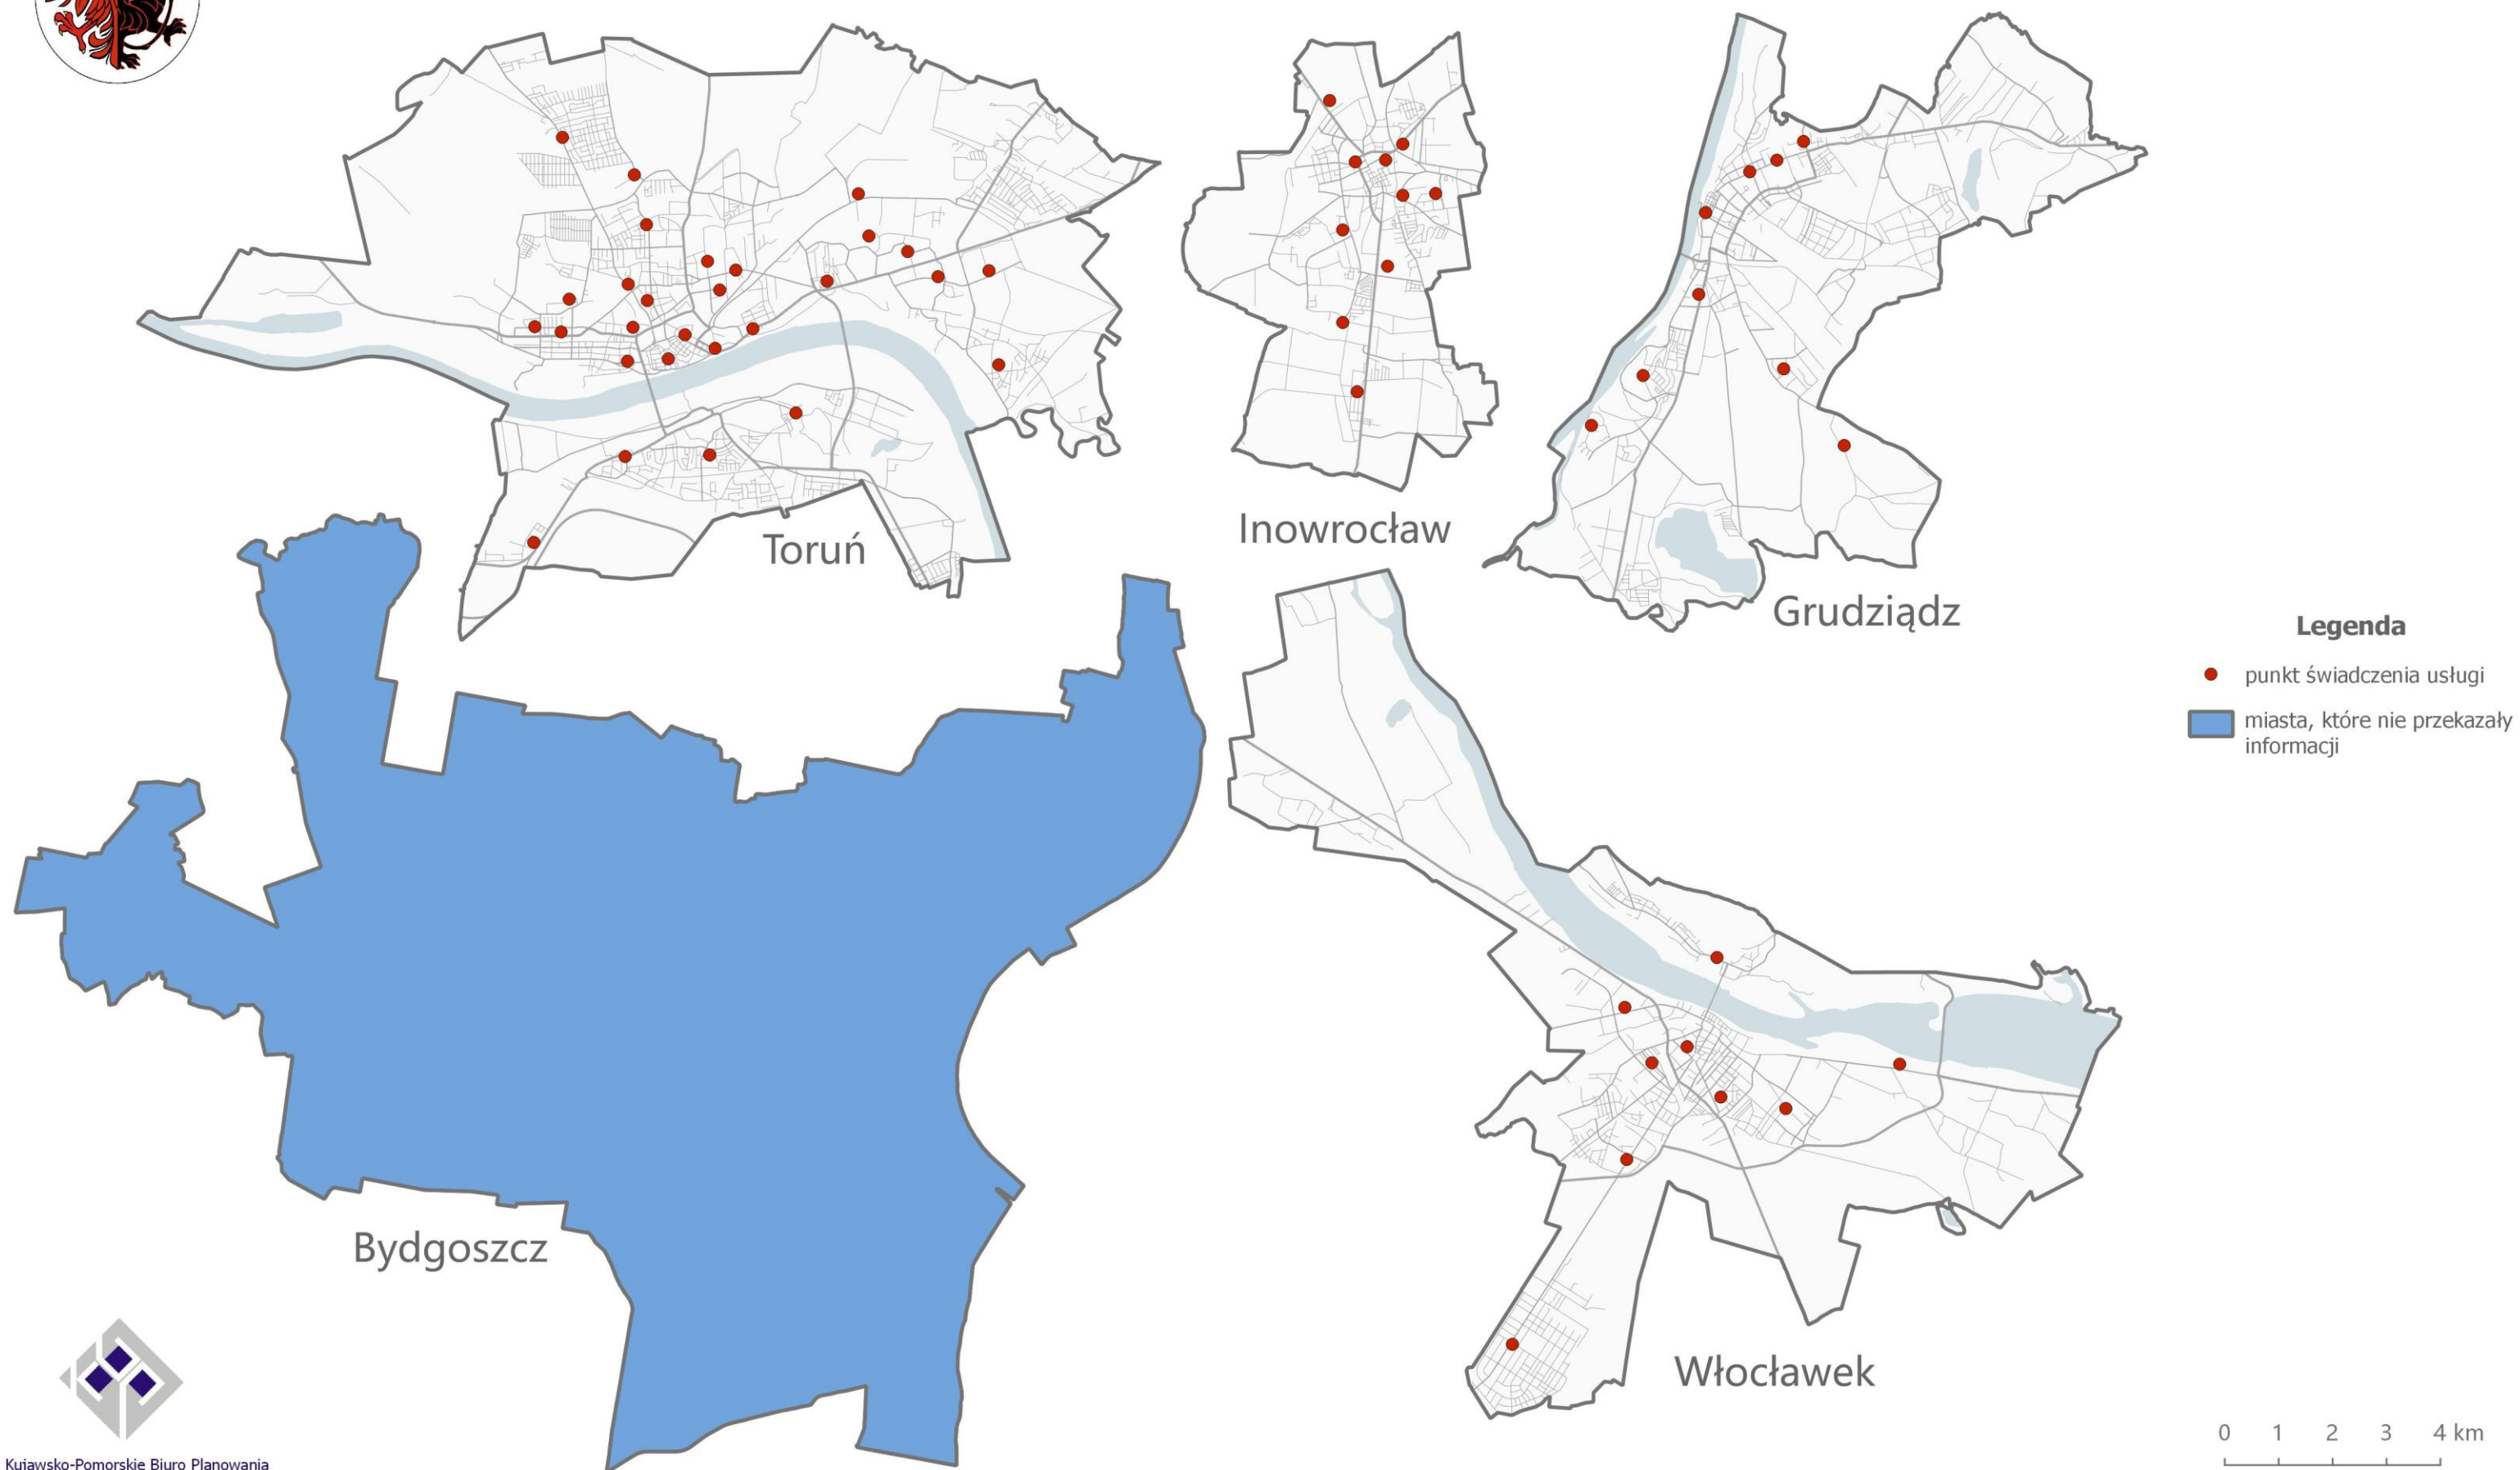 Toruń
Inowrocław
Grudziądz
Legenda
punkt świadczenia usługi
miasta, które nie przekazały
informacji
Bydgoszcz
Włocławek
0 1 2 3 4 km
Kujawsko-Pomorskie Biuro Planowania